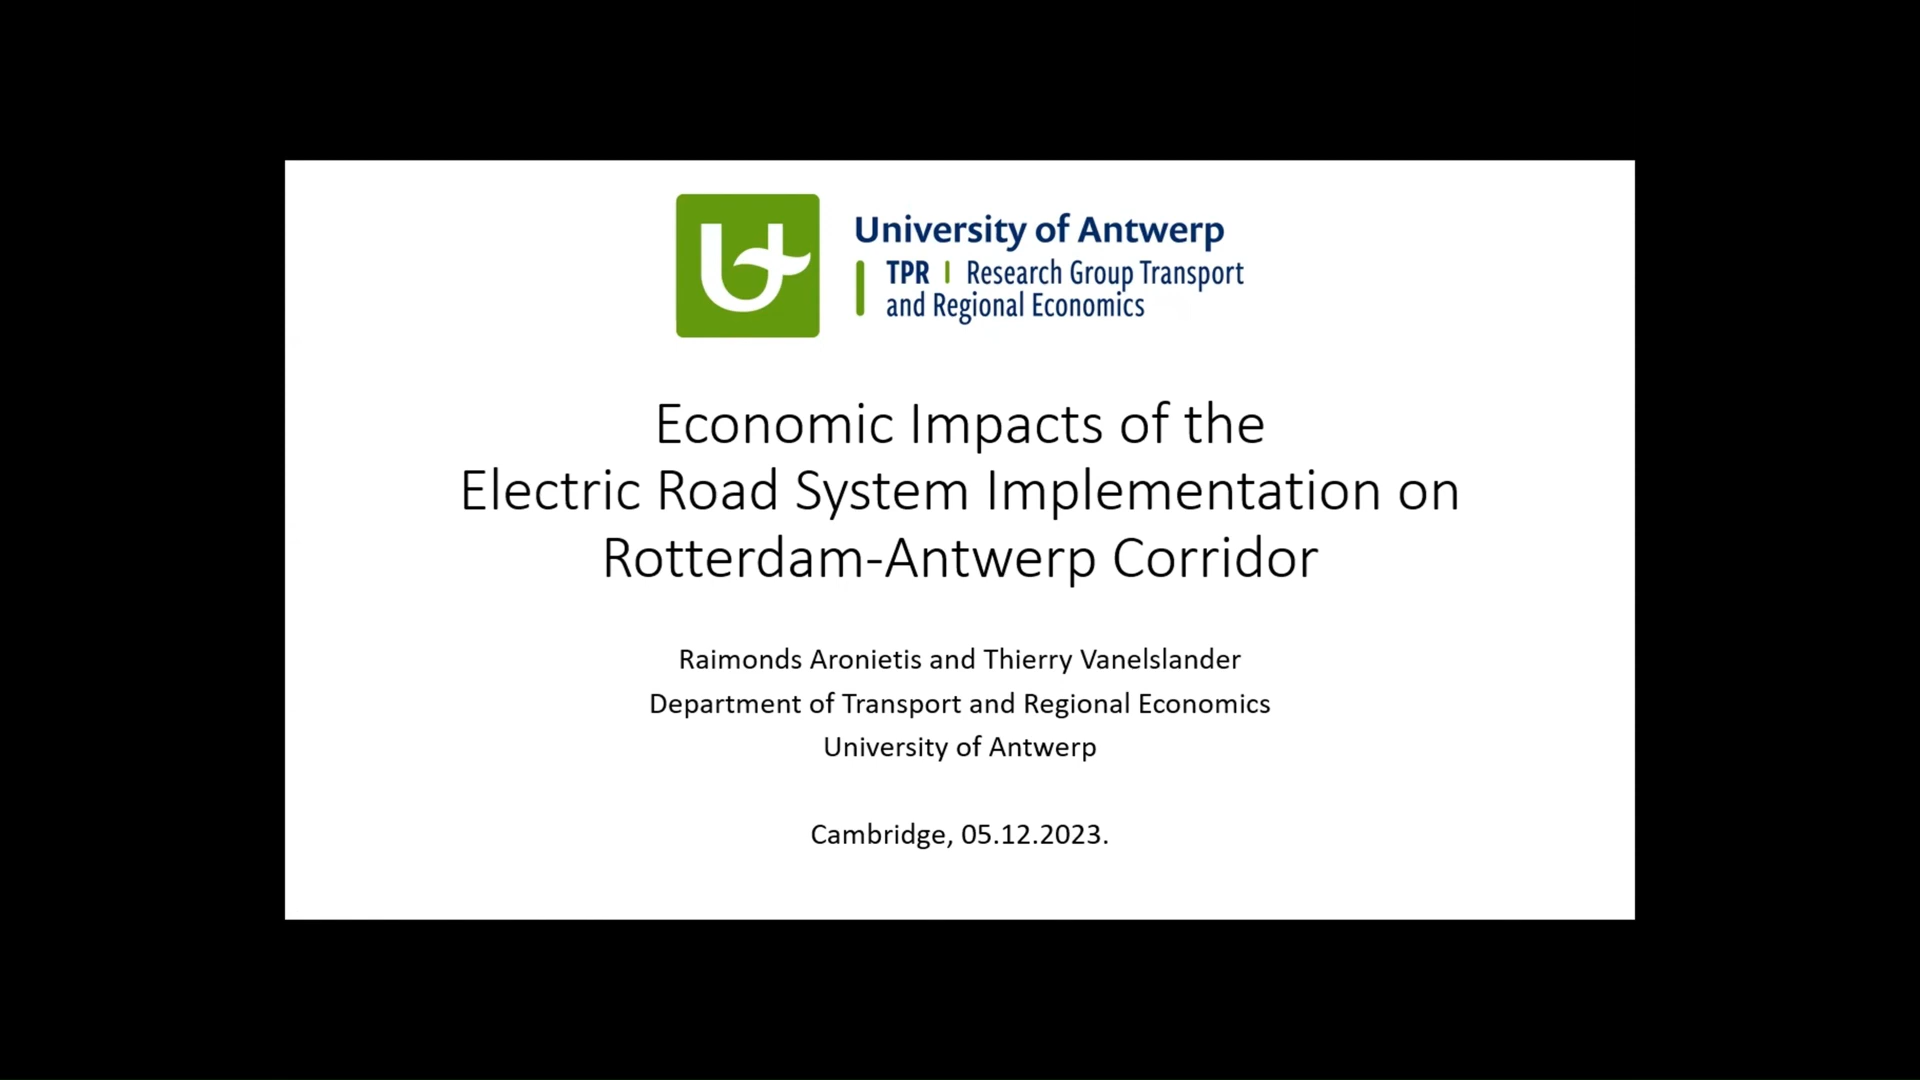 University of Antwerp
TPR | Research Group Transport
and Regional Economics
Economic Impacts of the
Electric Road System Implementation on
Rotterdam-Antwerp Corridor
Raimonds Aronietis and Thierry Vanelslander
Department of Transport and Regional Economics
University of Antwerp
Cambridge, 05.12.2023.